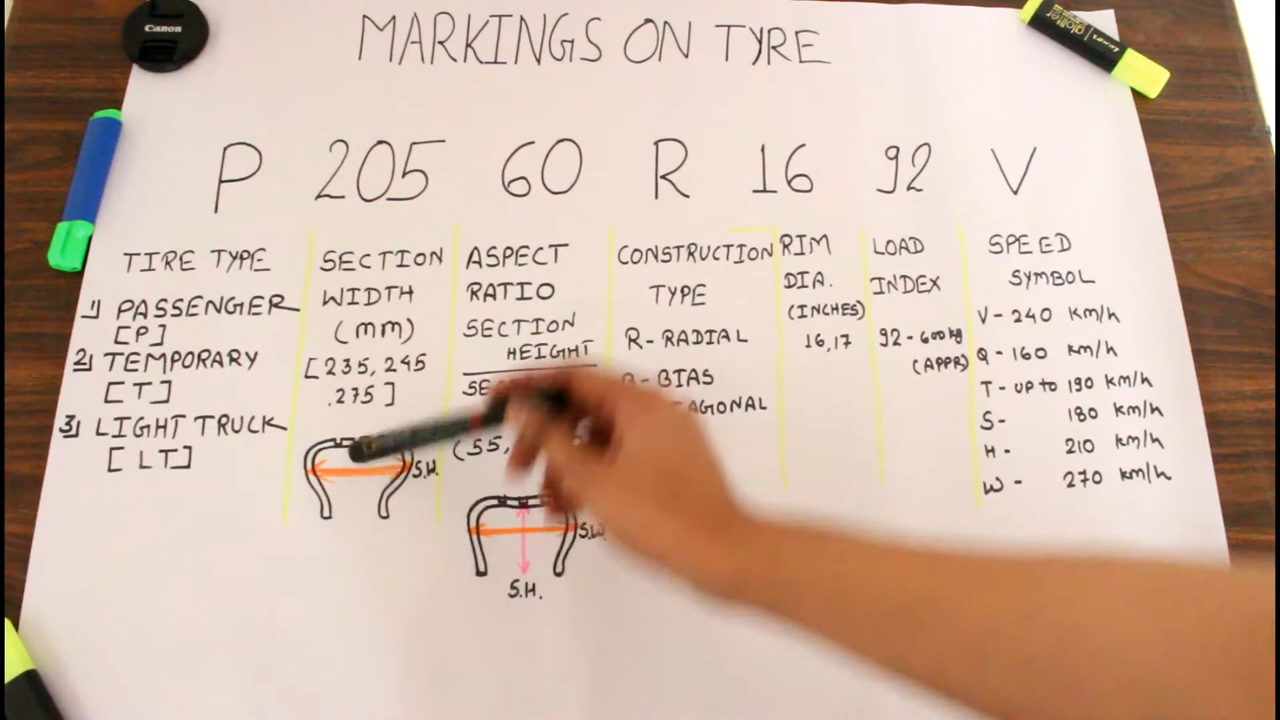 Canon
MARKINGS ON TYRE
P 205 60 R 16 92 V
TIRE TYPE
1) PASSENGER
[P]
2) TEMPORARY
[T]
3) LIGHT TRUCK
[LT]
SECTION
WIDTH
(mm)
[235, 245
.275]
S.W.
ASPECT
RATIO
SECTION
HEIGHT
(55,
S.W.
S.H.
CONSTRUCTION
TYPE
R- RADIAL
BIAS
RIM
DIA.
(INCHES)
16,17
LOAD
INDEX
92 - 600 kg
(APPR)
SPEED
SYMBOL
V - 240 km/h
Q - 160 km/h
T - UP to 190 km/h
S- 180 km/h
H - 210 km/h
W - 270 km/h